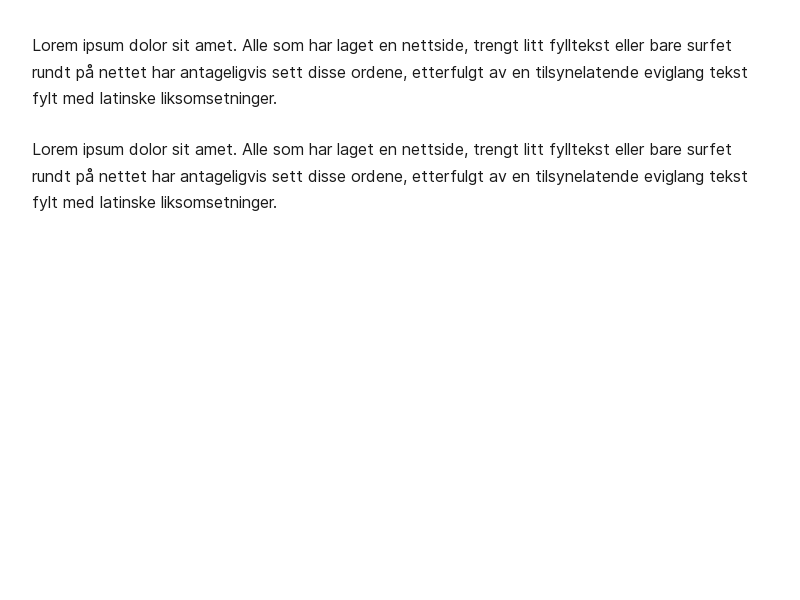 Lorem ipsum dolor sit amet. Alle som har laget en nettside, trengt litt fylltekst eller bare surfet
rundt på nettet har antageligvis sett disse ordene, etterfulgt av en tilsynelatende eviglang tekst
fylt med latinske liksomsetninger.
Lorem ipsum dolor sit amet. Alle som har laget en nettside, trengt litt fylltekst eller bare surfet
rundt på nettet har antageligvis sett disse ordene, etterfulgt av en tilsynelatende eviglang tekst
fylt med latinske liksomsetninger.